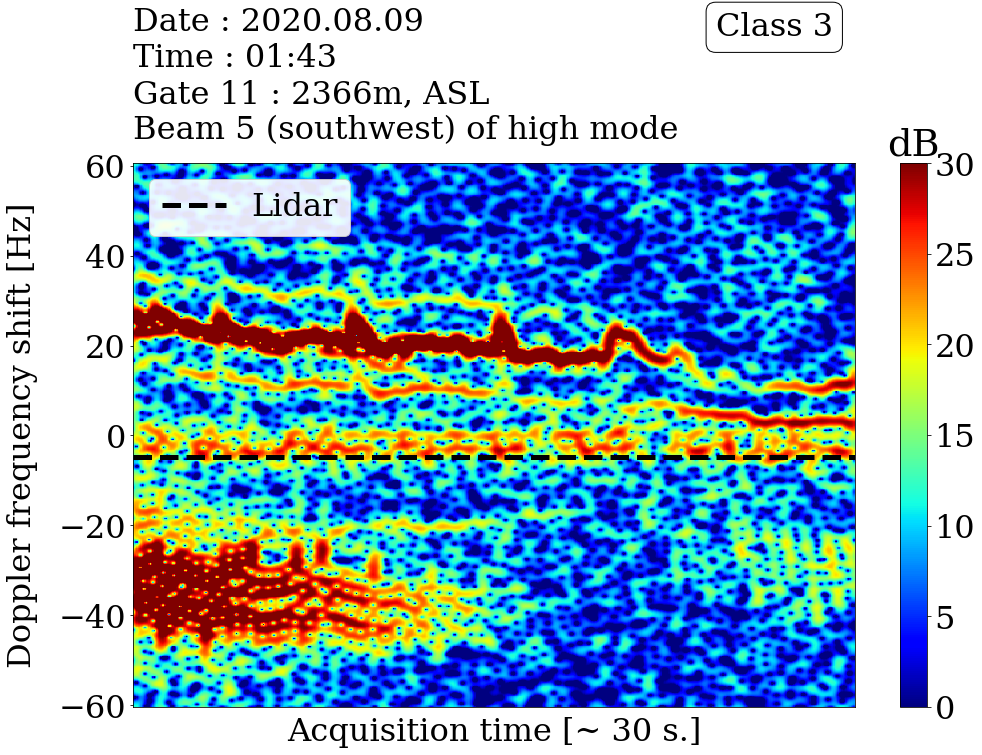 Date : 2020.08.09
Time : 01:43
Gate 11 : 2366m, ASL
Beam 5 (southwest) of high mode
Class 3
dB
Lidar
Doppler frequency shift [Hz]
60
40
20
0
−20
−40
−60
30
25
20
15
10
5
0
Acquisition time [~ 30 s.]